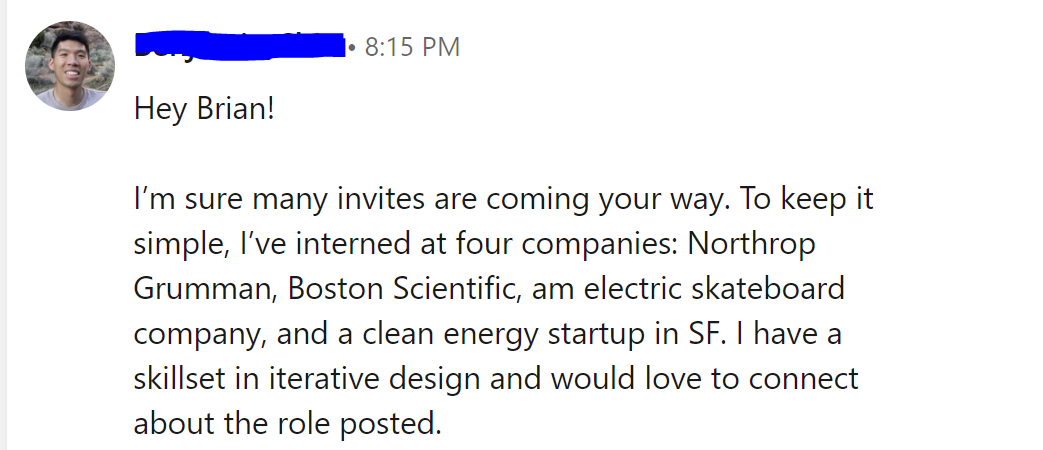 • 8:15 PM
Hey Brian!
I’m sure many invites are coming your way. To keep it
simple, I’ve interned at four companies: Northrop
Grumman, Boston Scientific, am electric skateboard
company, and a clean energy startup in SF. I have a
skillset in iterative design and would love to connect
about the role posted.